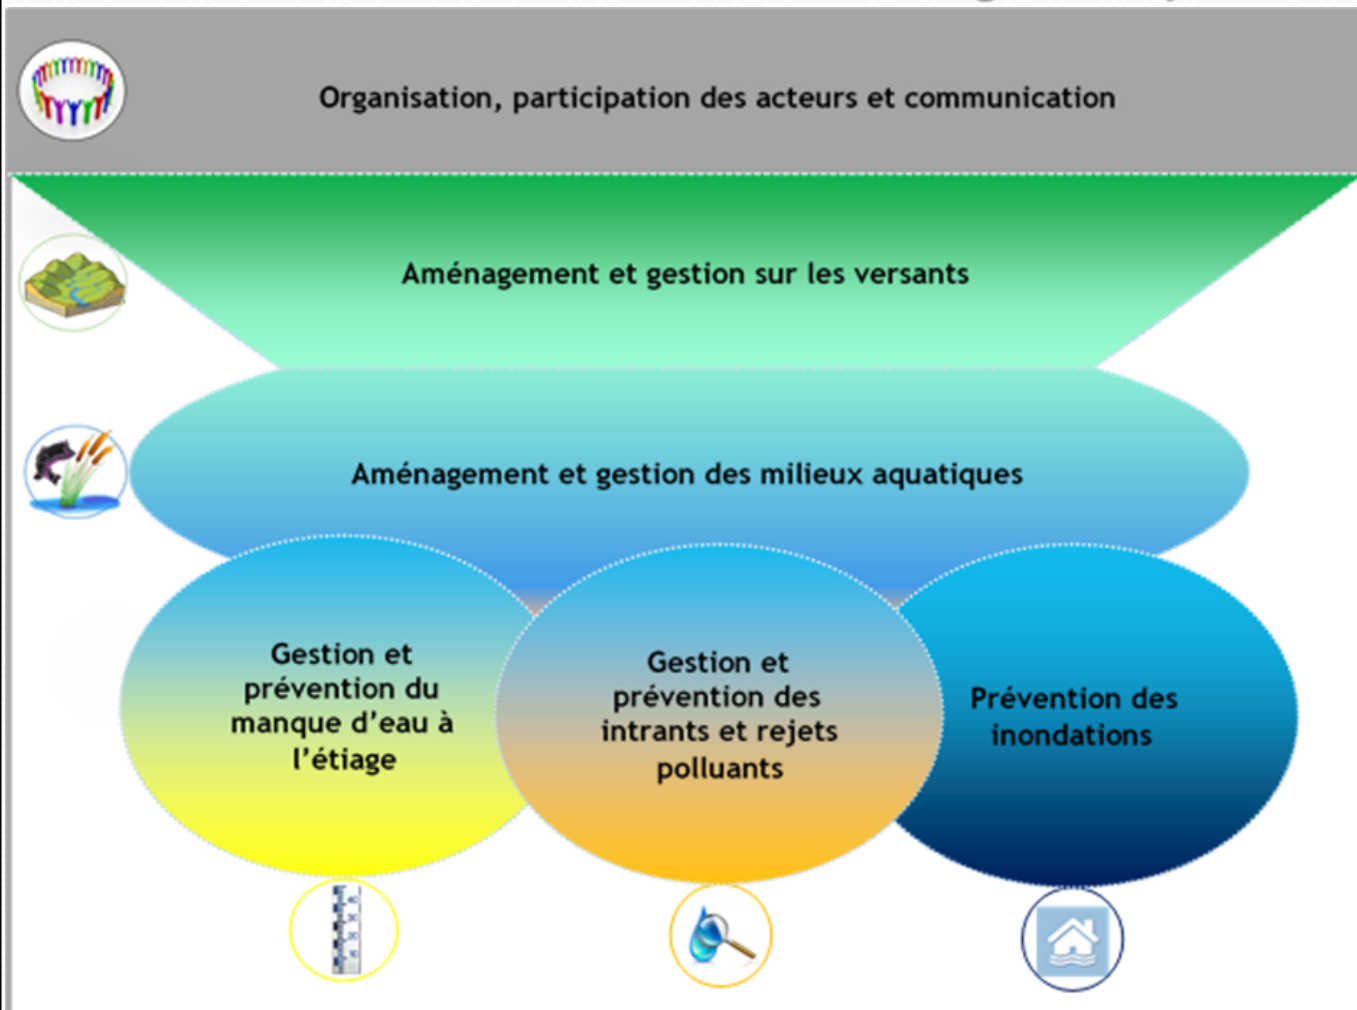 Organisation, participation des acteurs et communication
Aménagement et gestion sur les versants
Aménagement et gestion des milieux aquatiques
Gestion et
prévention du
manque d'eau à
l'étiage
Gestion et
prévention des
intrants et rejets
polluants
Prévention des
inondations